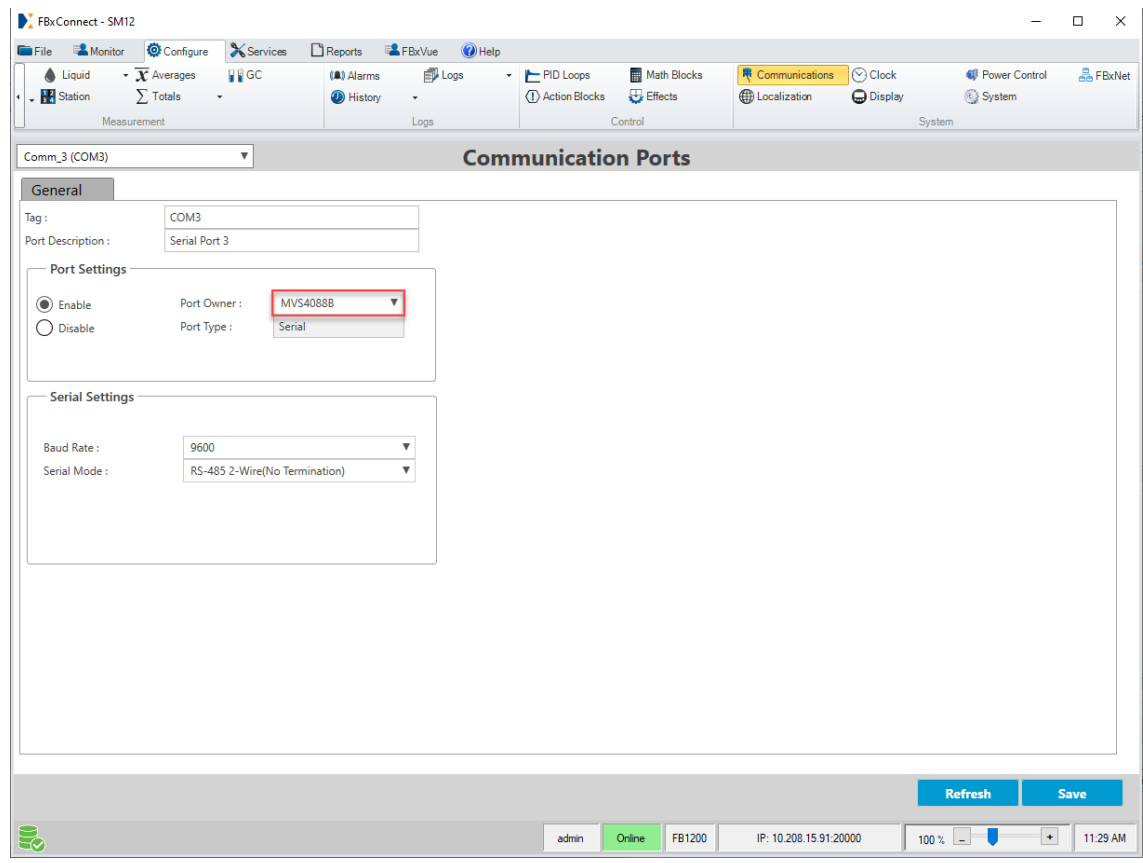 FBxConnect - SM12
File Monitor Configure Services Reports FBxVue Help
Liquid Averages GC Alarms Logs PID Loops Math Blocks Communications Clock Power Control FBxNet
Station Totals History Action Blocks Effects Localization Display System
Measurement Logs Control System
Comm_3 (COM3) Communication Ports
General
Tag : COM3
Port Description : Serial Port 3
Port Settings
Enable Port Owner : MVS4088B
Disable Port Type : Serial
Serial Settings
Baud Rate : 9600
Serial Mode : RS-485 2-Wire(No Termination)
Refresh Save
admin Online FB1200 IP: 10.208.15.91:20000 100 % - + 11:29 AM